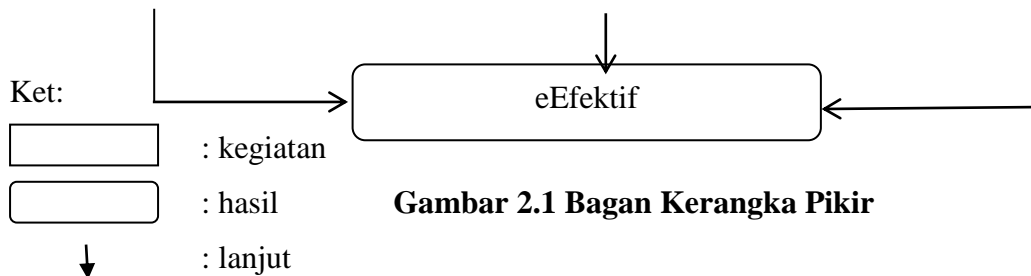 eEfektif
Ket:
: kegiatan
: hasil
Gambar 2.1 Bagan Kerangka Pikir
: lanjut